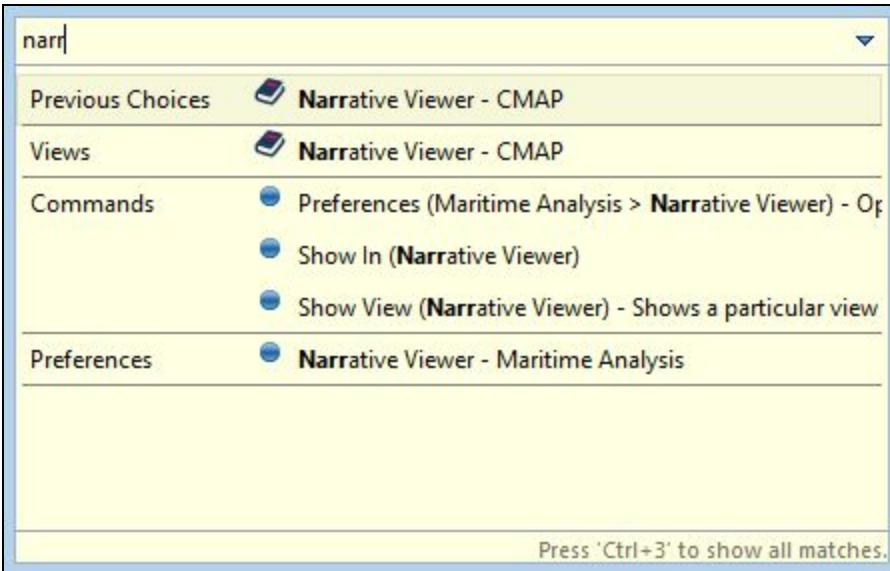 narr
Previous Choices Narrative Viewer - CMAP
Views Narrative Viewer - CMAP
Commands Preferences (Maritime Analysis > Narrative Viewer) - Op
Show In (Narrative Viewer)
Show View (Narrative Viewer) - Shows a particular view
Preferences Narrative Viewer - Maritime Analysis
Press 'Ctrl+3' to show all matches.